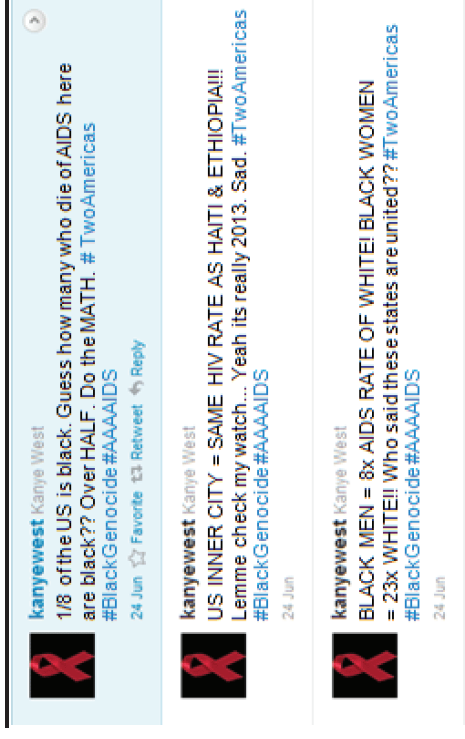 kanyewest Kanye West
1/8 of the US is black. Guess how many who die of AIDS here
are black?? Over HALF. Do the MATH. # TwoAmericas
#BlackGenocide #AAAAIDS
24 Jun Favorite Retweet Reply
kanyewest Kanye West
US INNER CITY = SAME HIV RATE AS HAITI & ETHIOPIA!!!
Lemme check my watch... Yeah its really 2013. Sad. #TwoAmericas
#BlackGenocide #AAAAIDS
24 Jun
kanyewest Kanye West
BLACK MEN = 8x AIDS RATE OF WHITE! BLACK WOMEN
= 23x WHITE!! Who said these states are united?? #TwoAmericas
#BlackGenocide #AAAAIDS
24 Jun